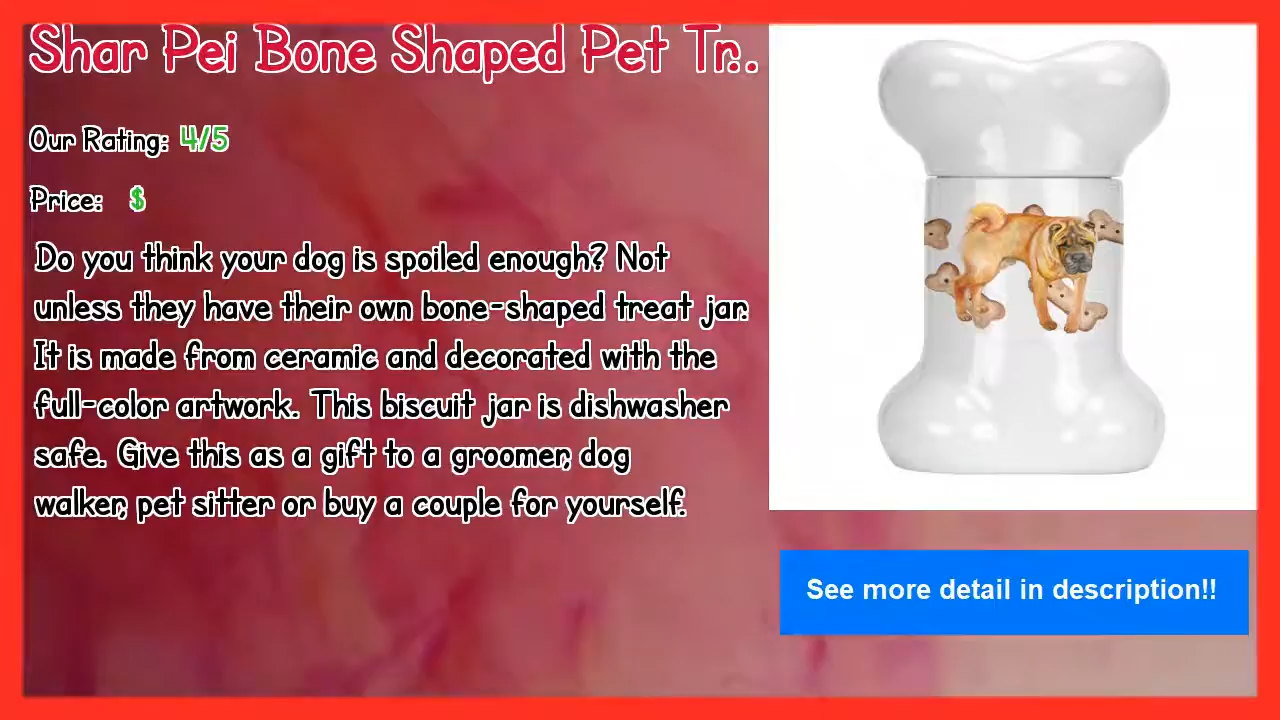 Shar Pei Bone Shaped Pet Tr..
Our Rating: 4/5
Price: $
Do you think your dog is spoiled enough? Not
unless they have their own bone-shaped treat jar.
It is made from ceramic and decorated with the
full-color artwork. This biscuit jar is dishwasher
safe. Give this as a gift to a groomer, dog
walker, pet sitter or buy a couple for yourself.
See more detail in description!!